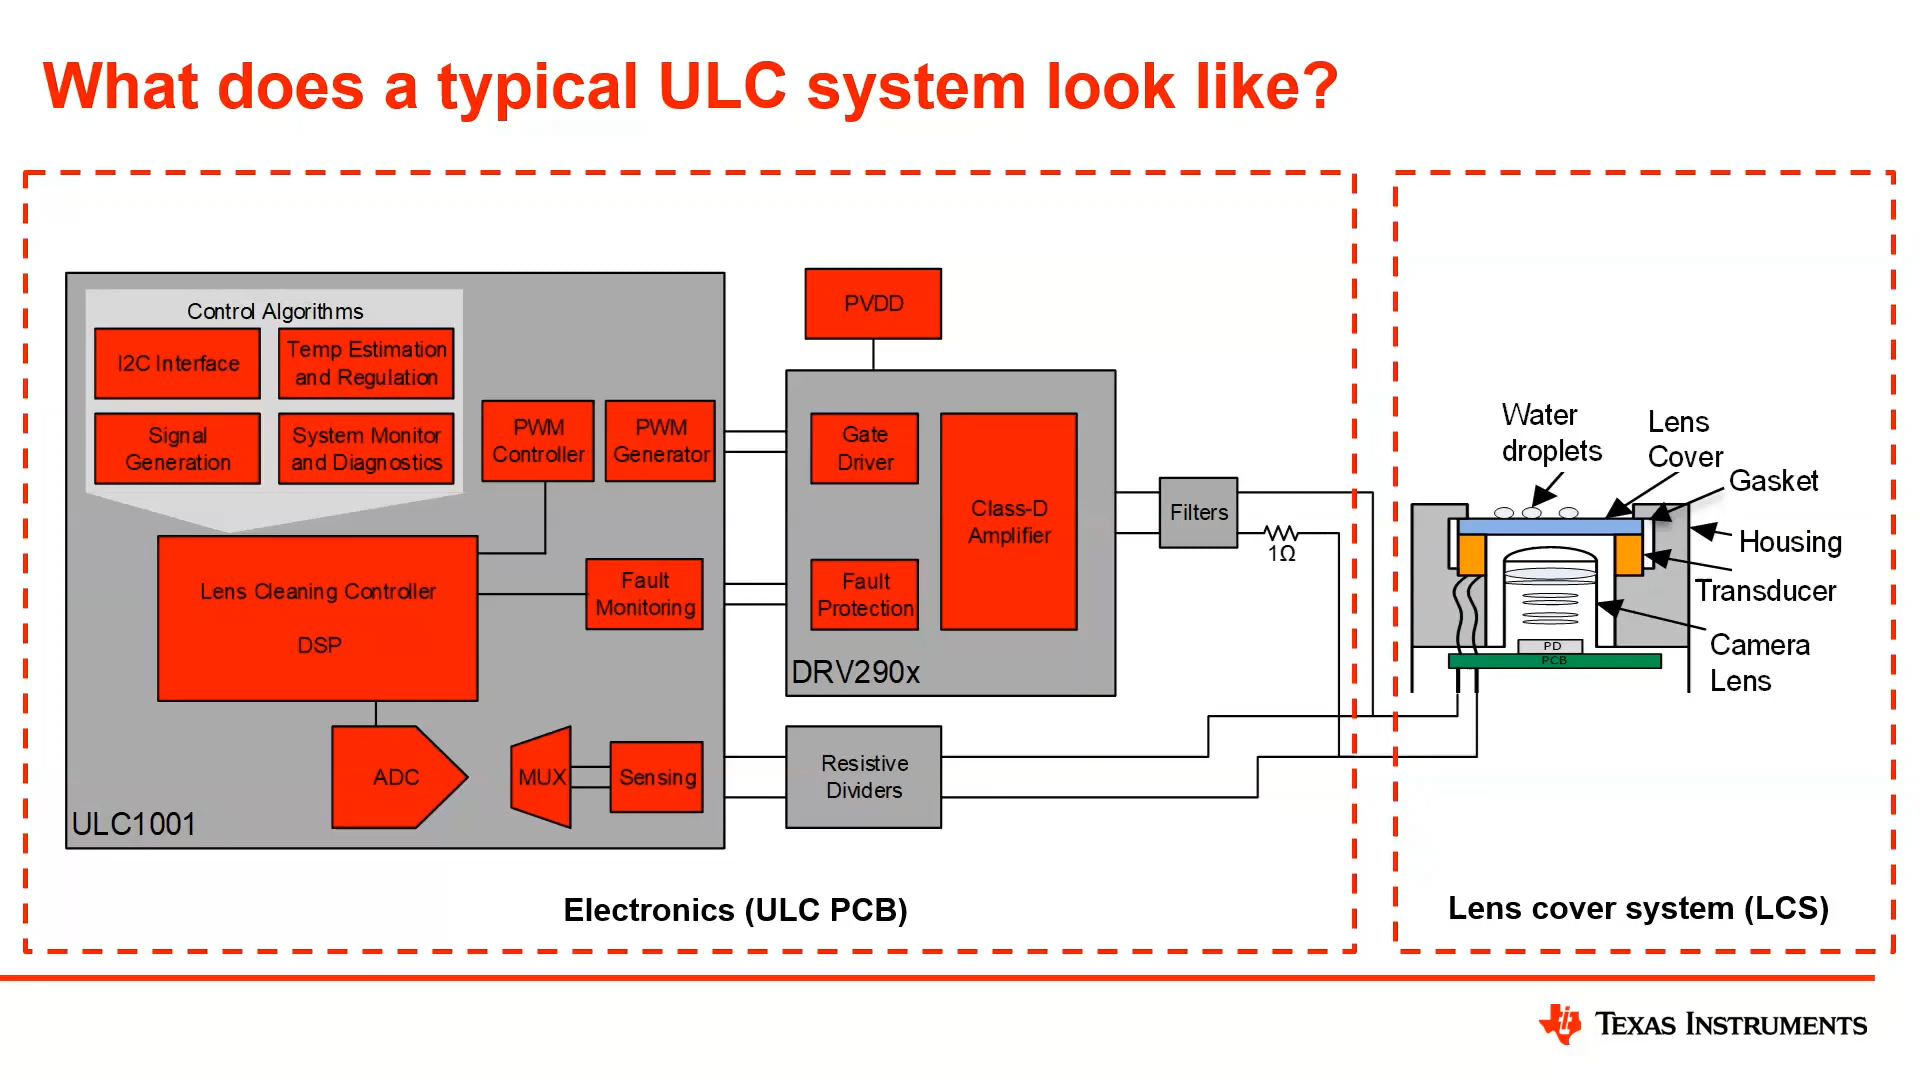 What does a typical ULC system look like?
Control Algorithms
I2C Interface
Temp Estimation
and Regulation
Signal
Generation
System Monitor
and Diagnostics
PWM
Controller
PWM
Generator
Lens Cleaning Controller
DSP
Fault
Monitoring
ADC
MUX
Sensing
ULC1001
PVDD
Gate
Driver
Class-D
Amplifier
Fault
Protection
DRV290x
Resistive
Dividers
Filters
1Ω
Electronics (ULC PCB)
Water
droplets
Lens
Cover
Gasket
Housing
Transducer
Camera
Lens
PD
PCB
Lens cover system (LCS)
TEXAS INSTRUMENTS